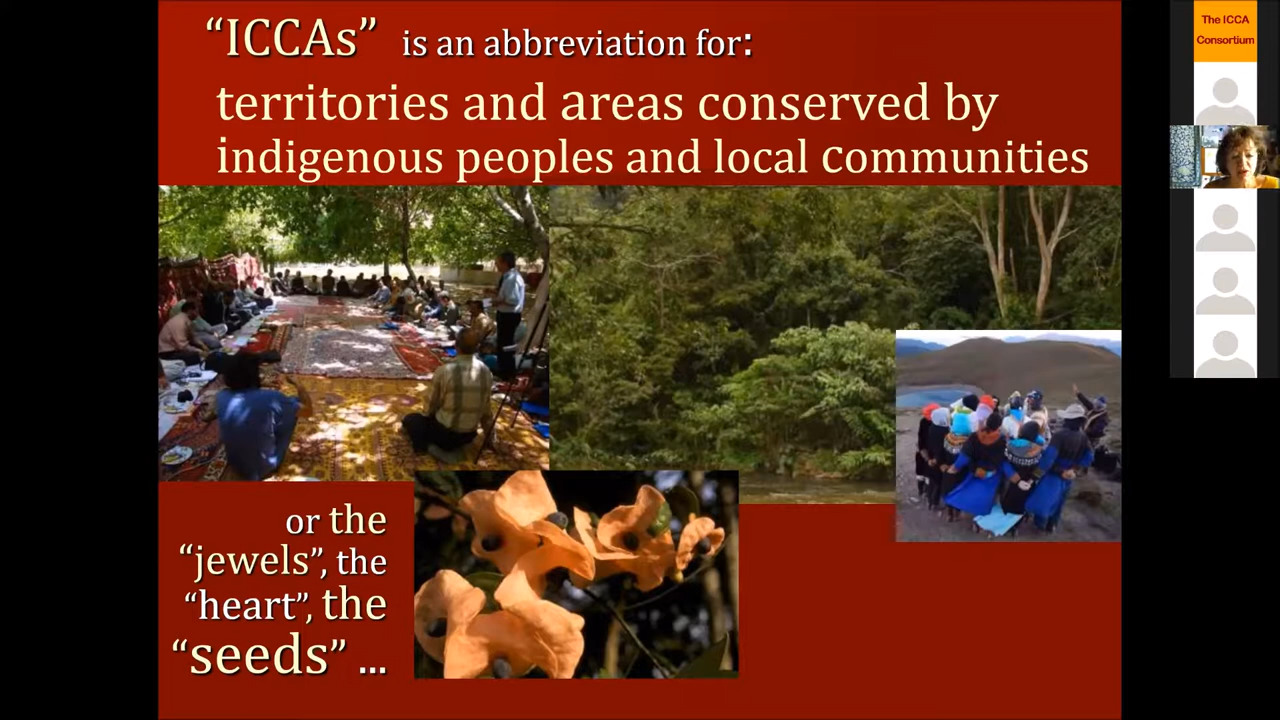 “ICCAs” is an abbreviation for:
territories and areas conserved by
indigenous peoples and local communities
or the
“jewels”, the
“heart”, the
“seeds” ...
The ICCA
Consortium